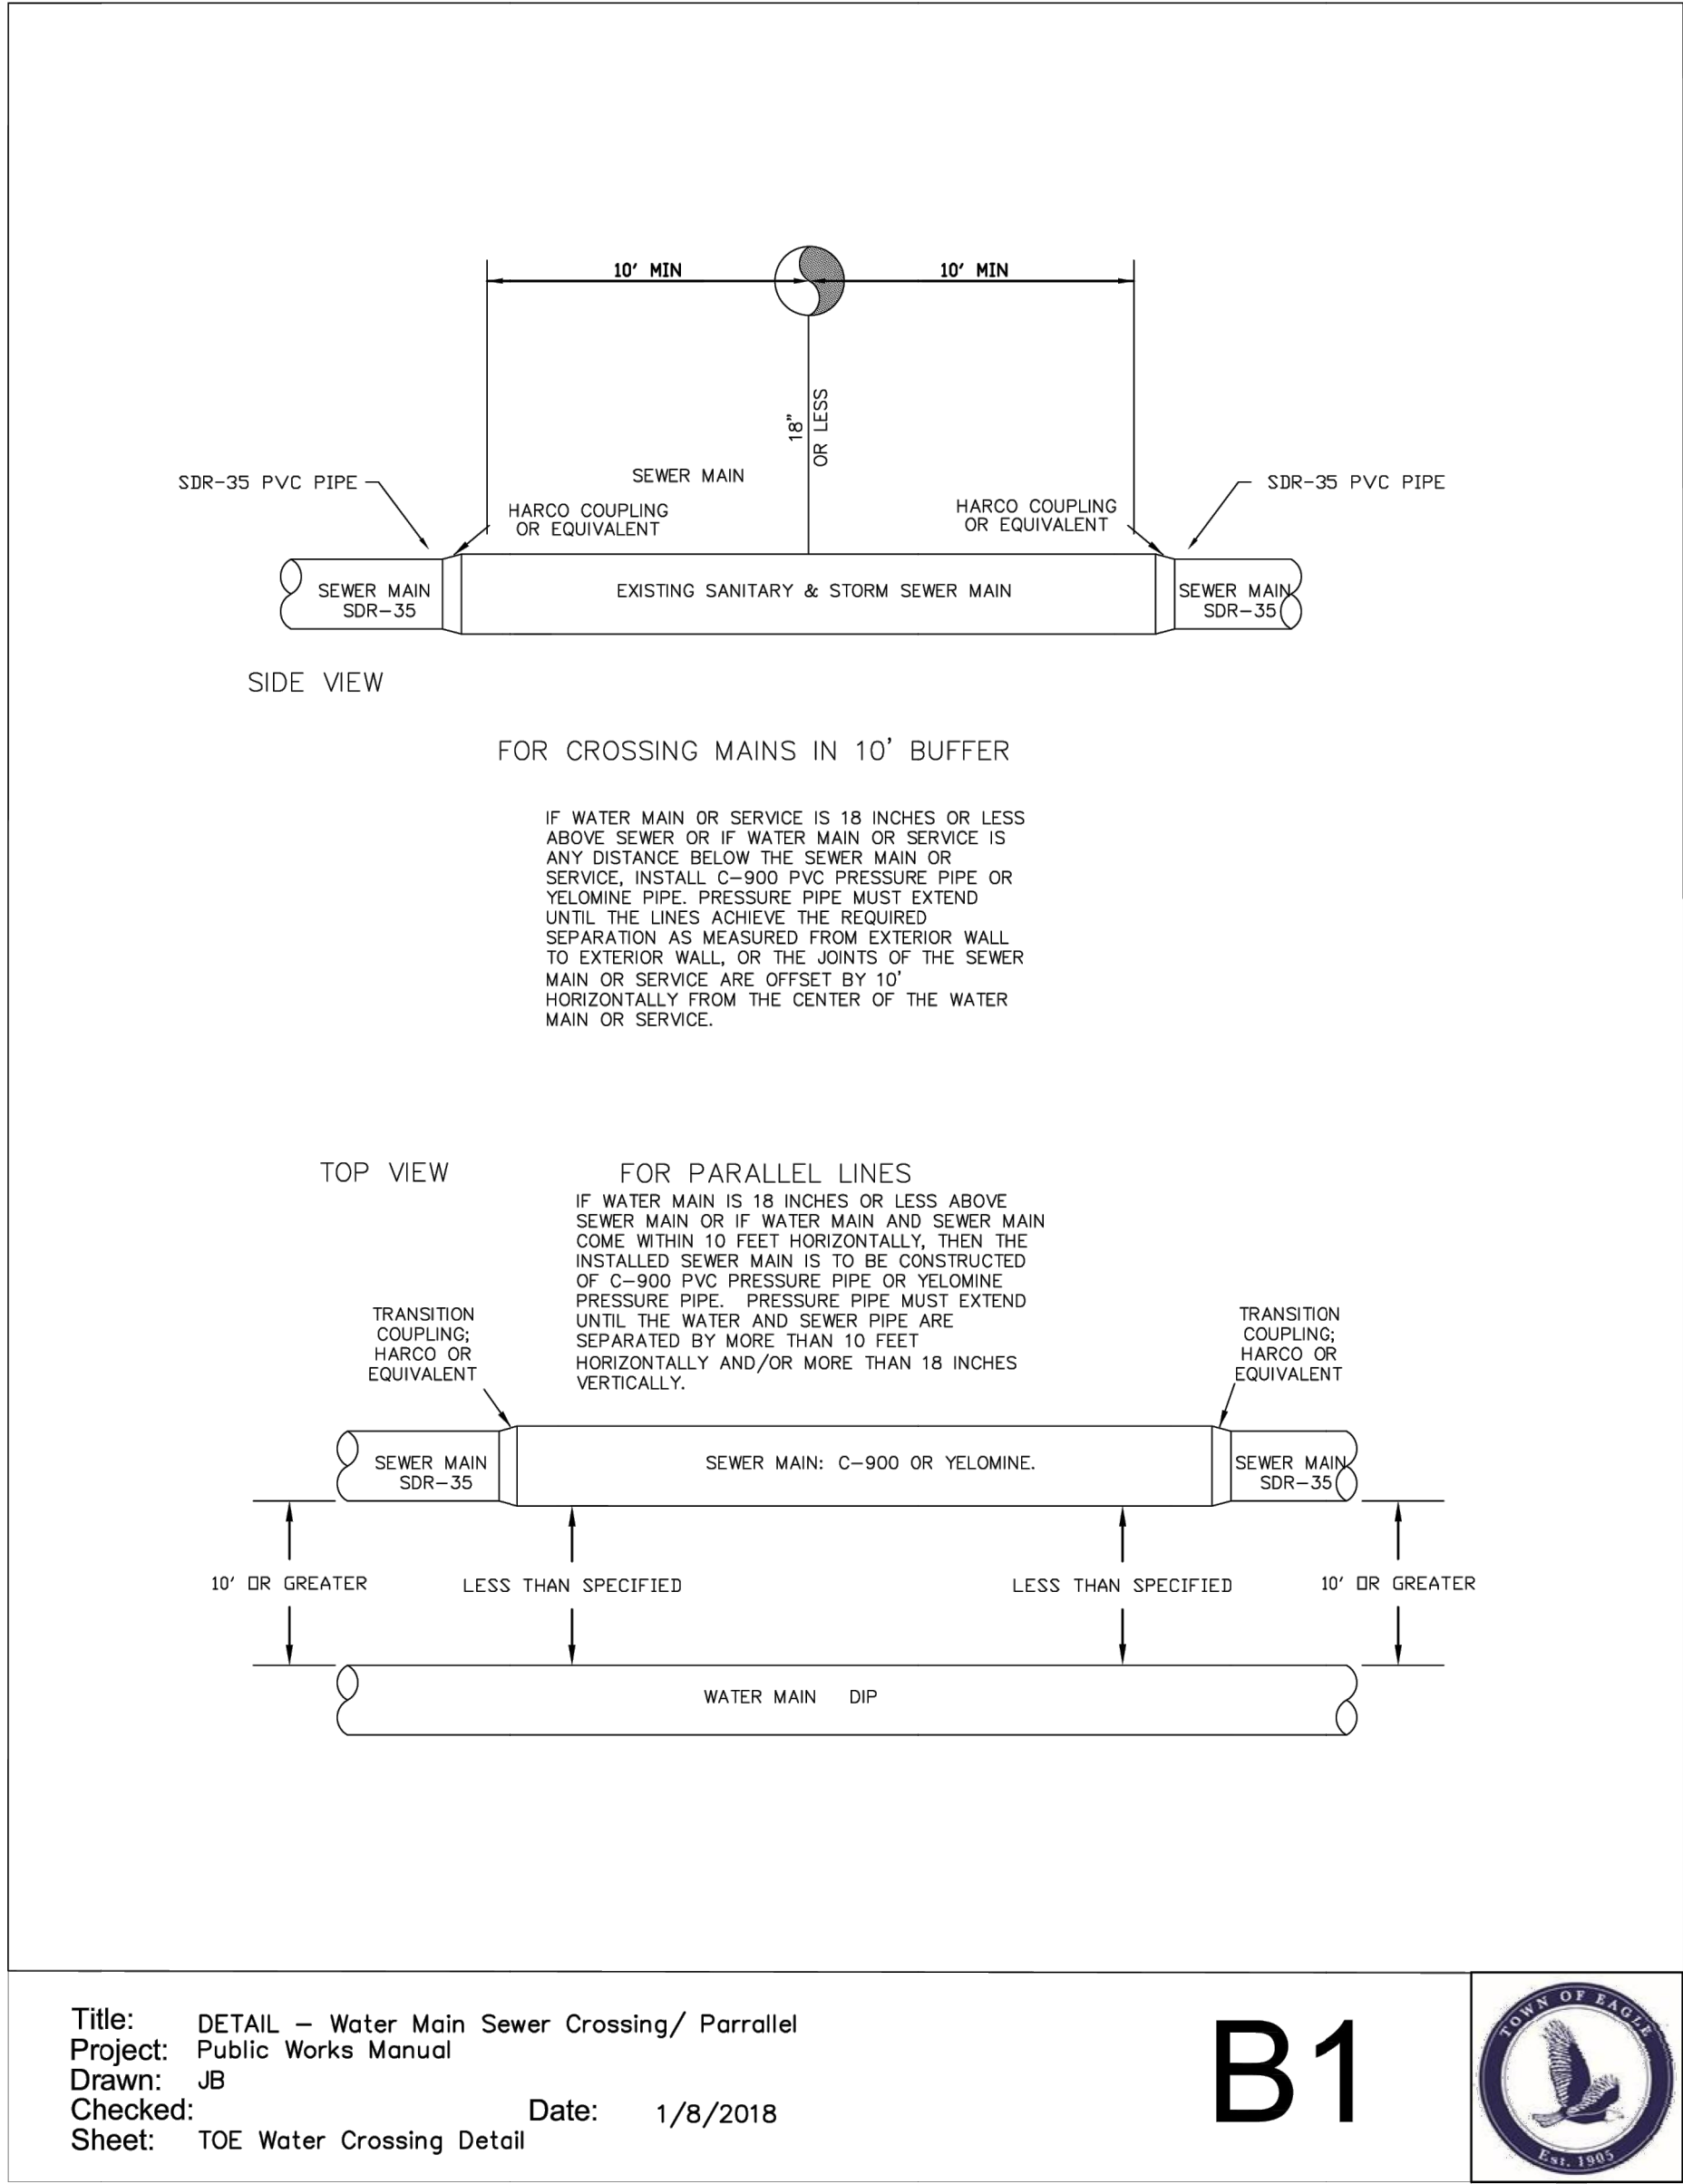 10' MIN
10' MIN
18"
OR LESS
SDR-35 PVC PIPE
SEWER MAIN
SDR-35 PVC PIPE
HARCO COUPLING
OR EQUIVALENT
HARCO COUPLING
OR EQUIVALENT
SEWER MAIN
SDR-35
EXISTING SANITARY & STORM SEWER MAIN
SEWER MAIN
SDR-35
SIDE VIEW
FOR CROSSING MAINS IN 10' BUFFER
IF WATER MAIN OR SERVICE IS 18 INCHES OR LESS
ABOVE SEWER OR IF WATER MAIN OR SERVICE IS
ANY DISTANCE BELOW THE SEWER MAIN OR
SERVICE, INSTALL C-900 PVC PRESSURE PIPE OR
YELOMINE PIPE. PRESSURE PIPE MUST EXTEND
UNTIL THE LINES ACHIEVE THE REQUIRED
SEPARATION AS MEASURED FROM EXTERIOR WALL
TO EXTERIOR WALL, OR THE JOINTS OF THE SEWER
MAIN OR SERVICE ARE OFFSET BY 10'
HORIZONTALLY FROM THE CENTER OF THE WATER
MAIN OR SERVICE.
TOP VIEW
FOR PARALLEL LINES
IF WATER MAIN IS 18 INCHES OR LESS ABOVE
SEWER MAIN OR IF WATER MAIN AND SEWER MAIN
COME WITHIN 10 FEET HORIZONTALLY, THEN THE
INSTALLED SEWER MAIN IS TO BE CONSTRUCTED
OF C-900 PVC PRESSURE PIPE OR YELOMINE
PRESSURE PIPE. PRESSURE PIPE MUST EXTEND
UNTIL THE WATER AND SEWER PIPE ARE
SEPARATED BY MORE THAN 10 FEET
HORIZONTALLY AND/OR MORE THAN 18 INCHES
VERTICALLY.
TRANSITION
COUPLING;
HARCO OR
EQUIVALENT
TRANSITION
COUPLING;
HARCO OR
EQUIVALENT
SEWER MAIN
SDR-35
SEWER MAIN: C-900 OR YELOMINE.
SEWER MAIN
SDR-35
10' OR GREATER
LESS THAN SPECIFIED
LESS THAN SPECIFIED
10' OR GREATER
WATER MAIN DIP
Title: DETAIL - Water Main Sewer Crossing/ Parrallel
Project: Public Works Manual
Drawn: JB
Checked:
Date: 1/8/2018
Sheet: TOE Water Crossing Detail
B1
TOWN OF EAGLE
Est. 1905